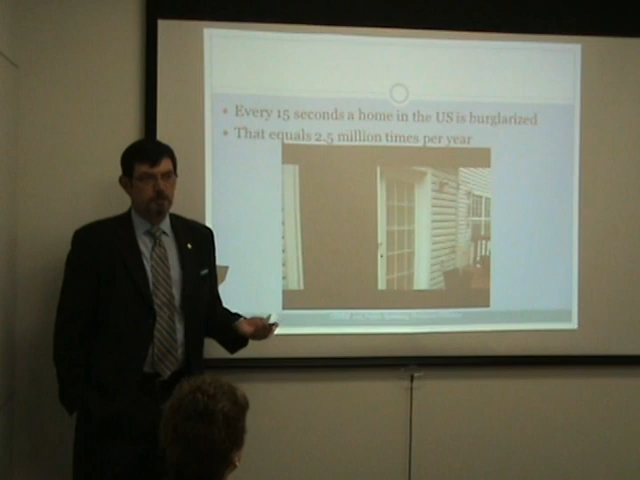 Every 15 seconds a home in the US is burglarized
That equals 2.5 million times per year